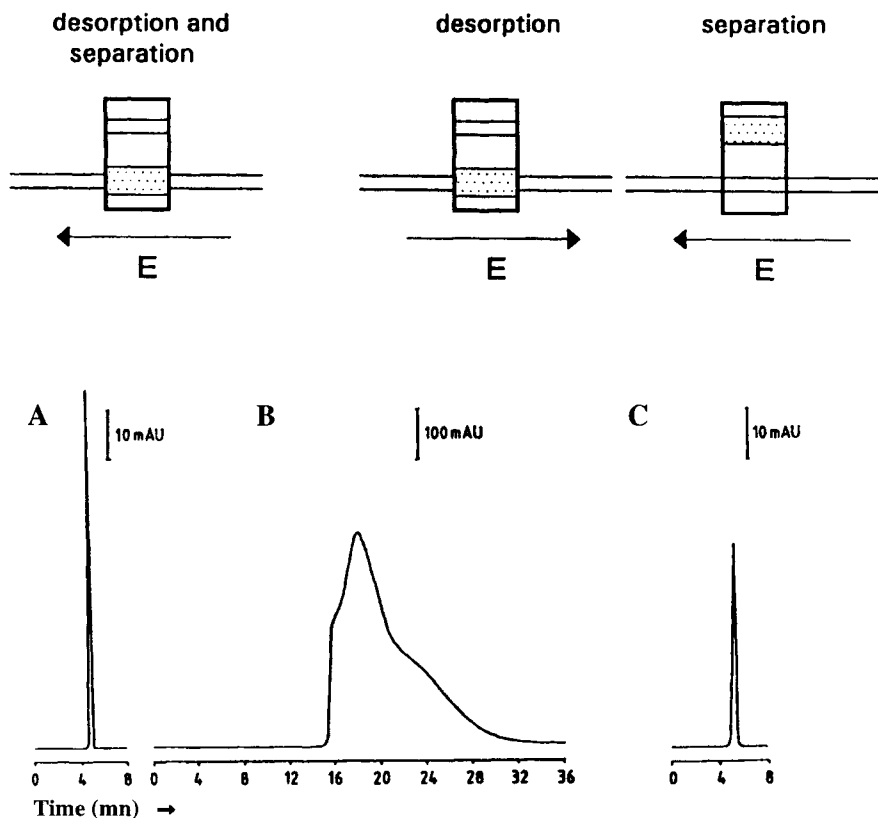 desorption and
separation
desorption
separation
E
E
E
A
10 mAU
B
100 mAU
C
10 mAU
0 4 8
0 4 8 12 16 20 24 28 32 36
0 4 8
Time (mn) →